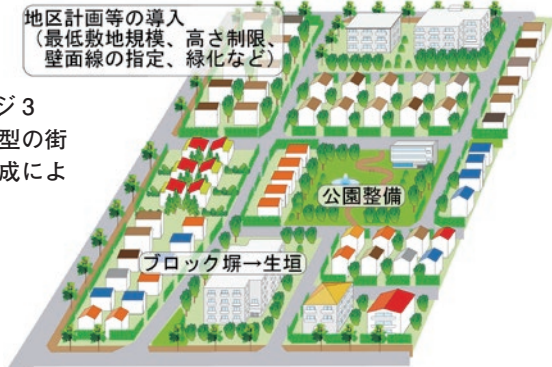 地区計画等の導入
（最低敷地規模、高さ制限、
壁面線の指定、緑化など）
ジ 3
型の街
成によ
公園整備
ブロック塀→生垣